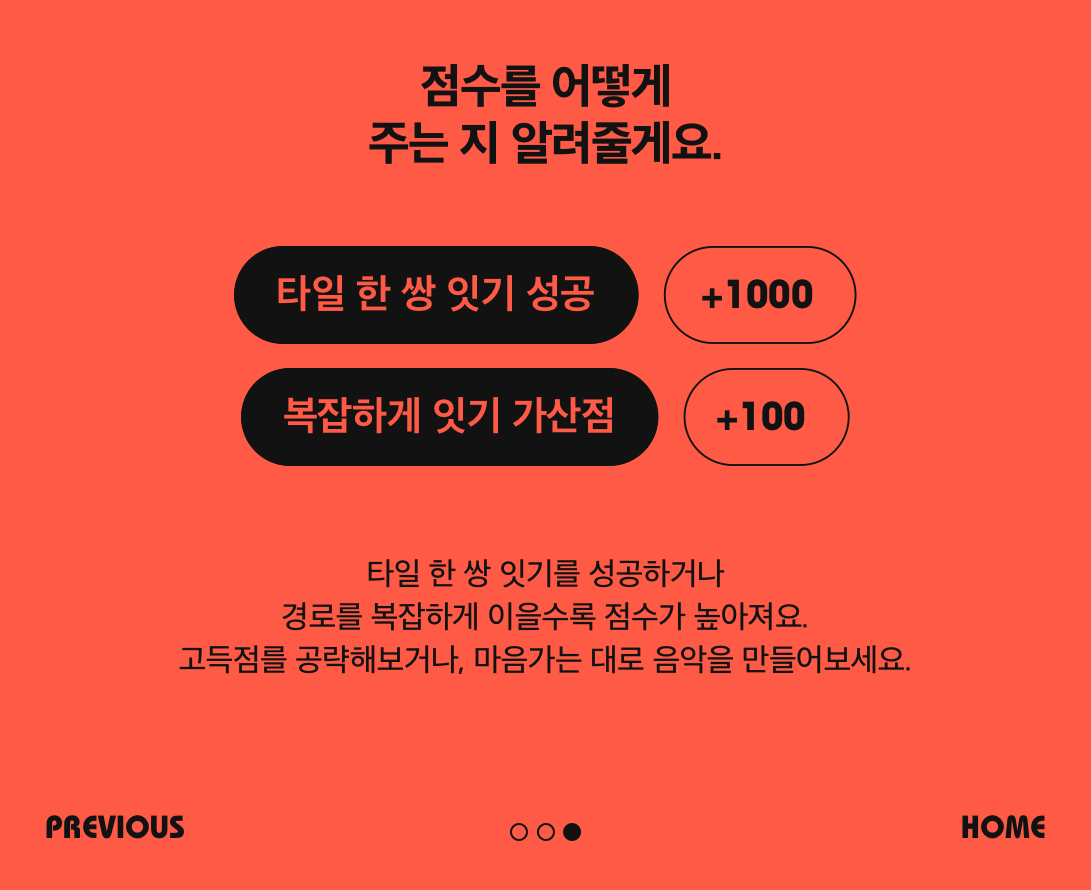 점수를 어떻게
주는 지 알려줄게요.
타일 한 쌍 잇기 성공 +1000
복잡하게 잇기 가산점 +100
타일 한 쌍 잇기를 성공하거나
경로를 복잡하게 이을수록 점수가 높아져요.
고득점을 공략해보거나, 마음가는 대로 음악을 만들어보세요.
PREVIOUS HOME